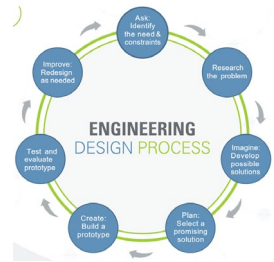 Ask:
Identify
the need &
constraints
Research
the problem
Imagine:
Develop
possible
solutions
Plan:
Select a
promising
solution
Create:
Build a
prototype
Test and
evaluate
prototype
Improve:
Redesign
as needed
ENGINEERING
DESIGN PROCESS